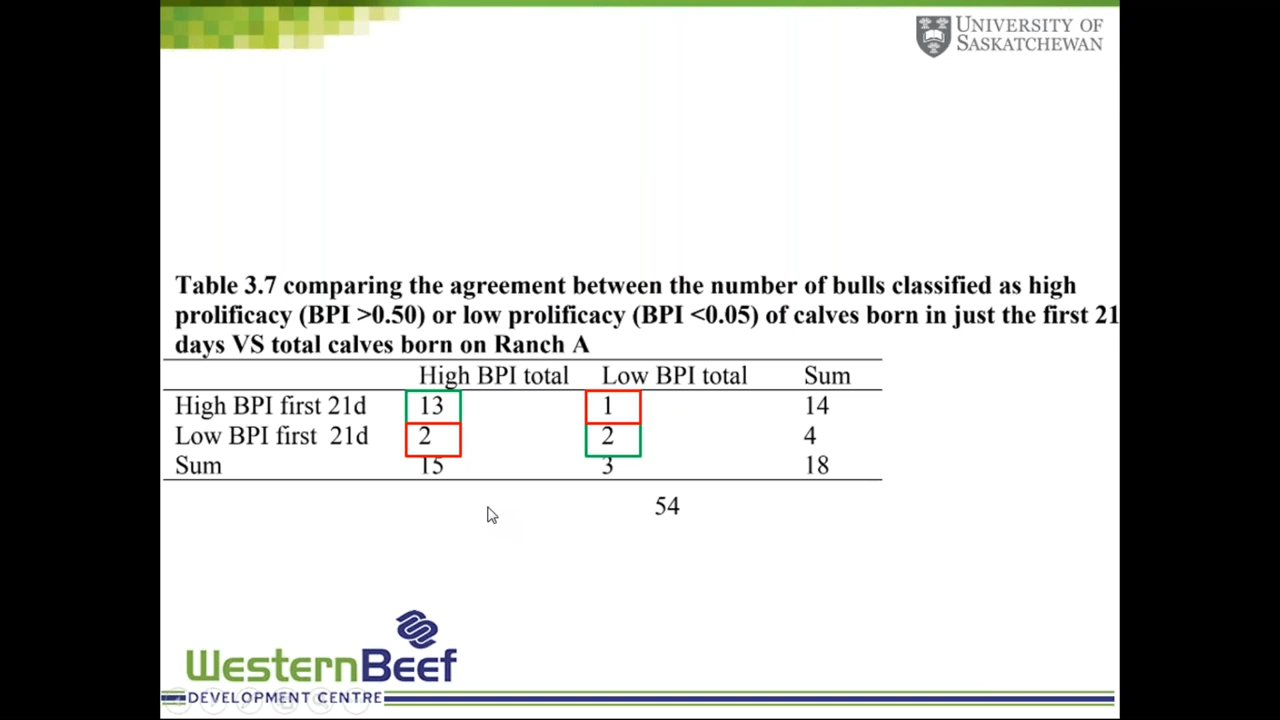 UNIVERSITY OF
SASKATCHEWAN
Table 3.7 comparing the agreement between the number of bulls classified as high
prolificacy (BPI >0.50) or low prolificacy (BPI <0.05) of calves born in just the first 21
days VS total calves born on Ranch A
High BPI total Low BPI total Sum
High BPI first 21d 13 1 14
Low BPI first 21d 2 2 4
Sum 15 3 18
54
WesternBeef
DEVELOPMENT CENTRE